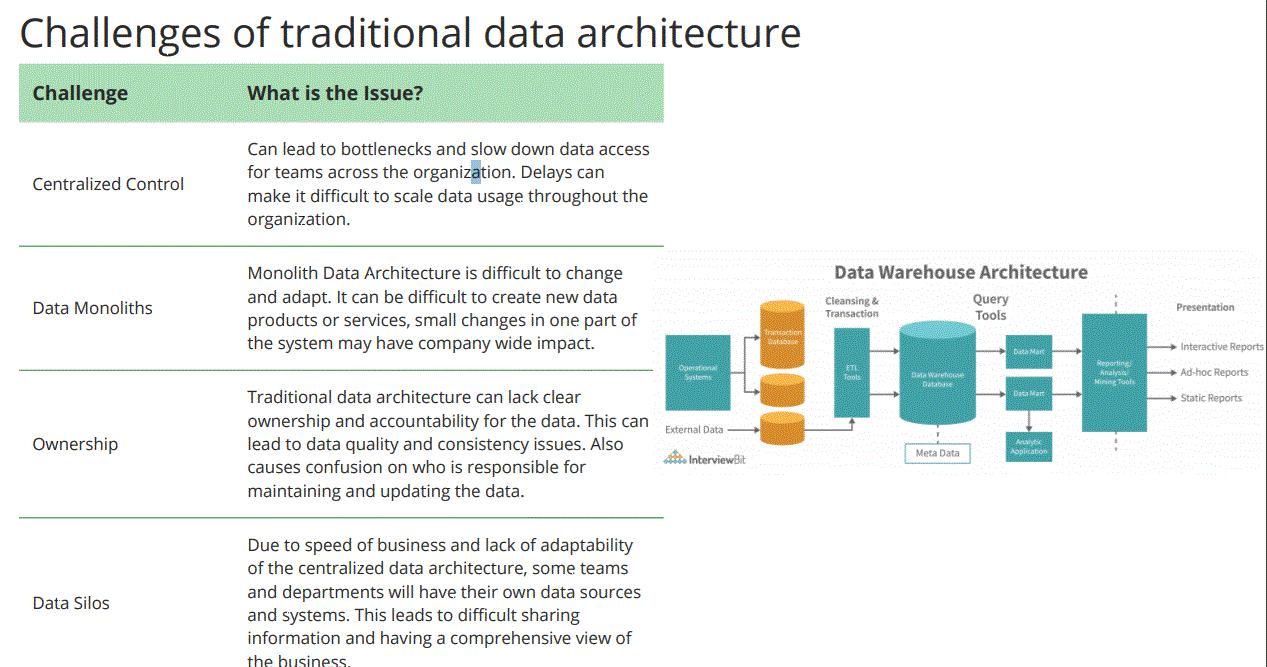 Challenges of traditional data architecture
Challenge
What is the Issue?
Centralized Control
Can lead to bottlenecks and slow down data access
for teams across the organization. Delays can
make it difficult to scale data usage throughout the
organization.
Data Monoliths
Monolith Data Architecture is difficult to change
and adapt. It can be difficult to create new data
products or services, small changes in one part of
the system may have company wide impact.
Ownership
Traditional data architecture can lack clear
ownership and accountability for the data. This can
lead to data quality and consistency issues. Also
causes confusion on who is responsible for
maintaining and updating the data.
Data Silos
Due to speed of business and lack of adaptability
of the centralized data architecture, some teams
and departments will have their own data sources
and systems. This leads to difficult sharing
information and having a comprehensive view of
the business.
Data Warehouse Architecture
Operational
Systems
External Data
Transaction
Database
Cleansing &
Transaction
ETL
Tools
Query
Tools
Data Warehouse
Database
Meta Data
Data Mart
Data Mart
Analytic
Application
Reporting/
Analysis/
Mining Tools
Presentation
Interactive Reports
Ad-hoc Reports
Static Reports
InterviewBit